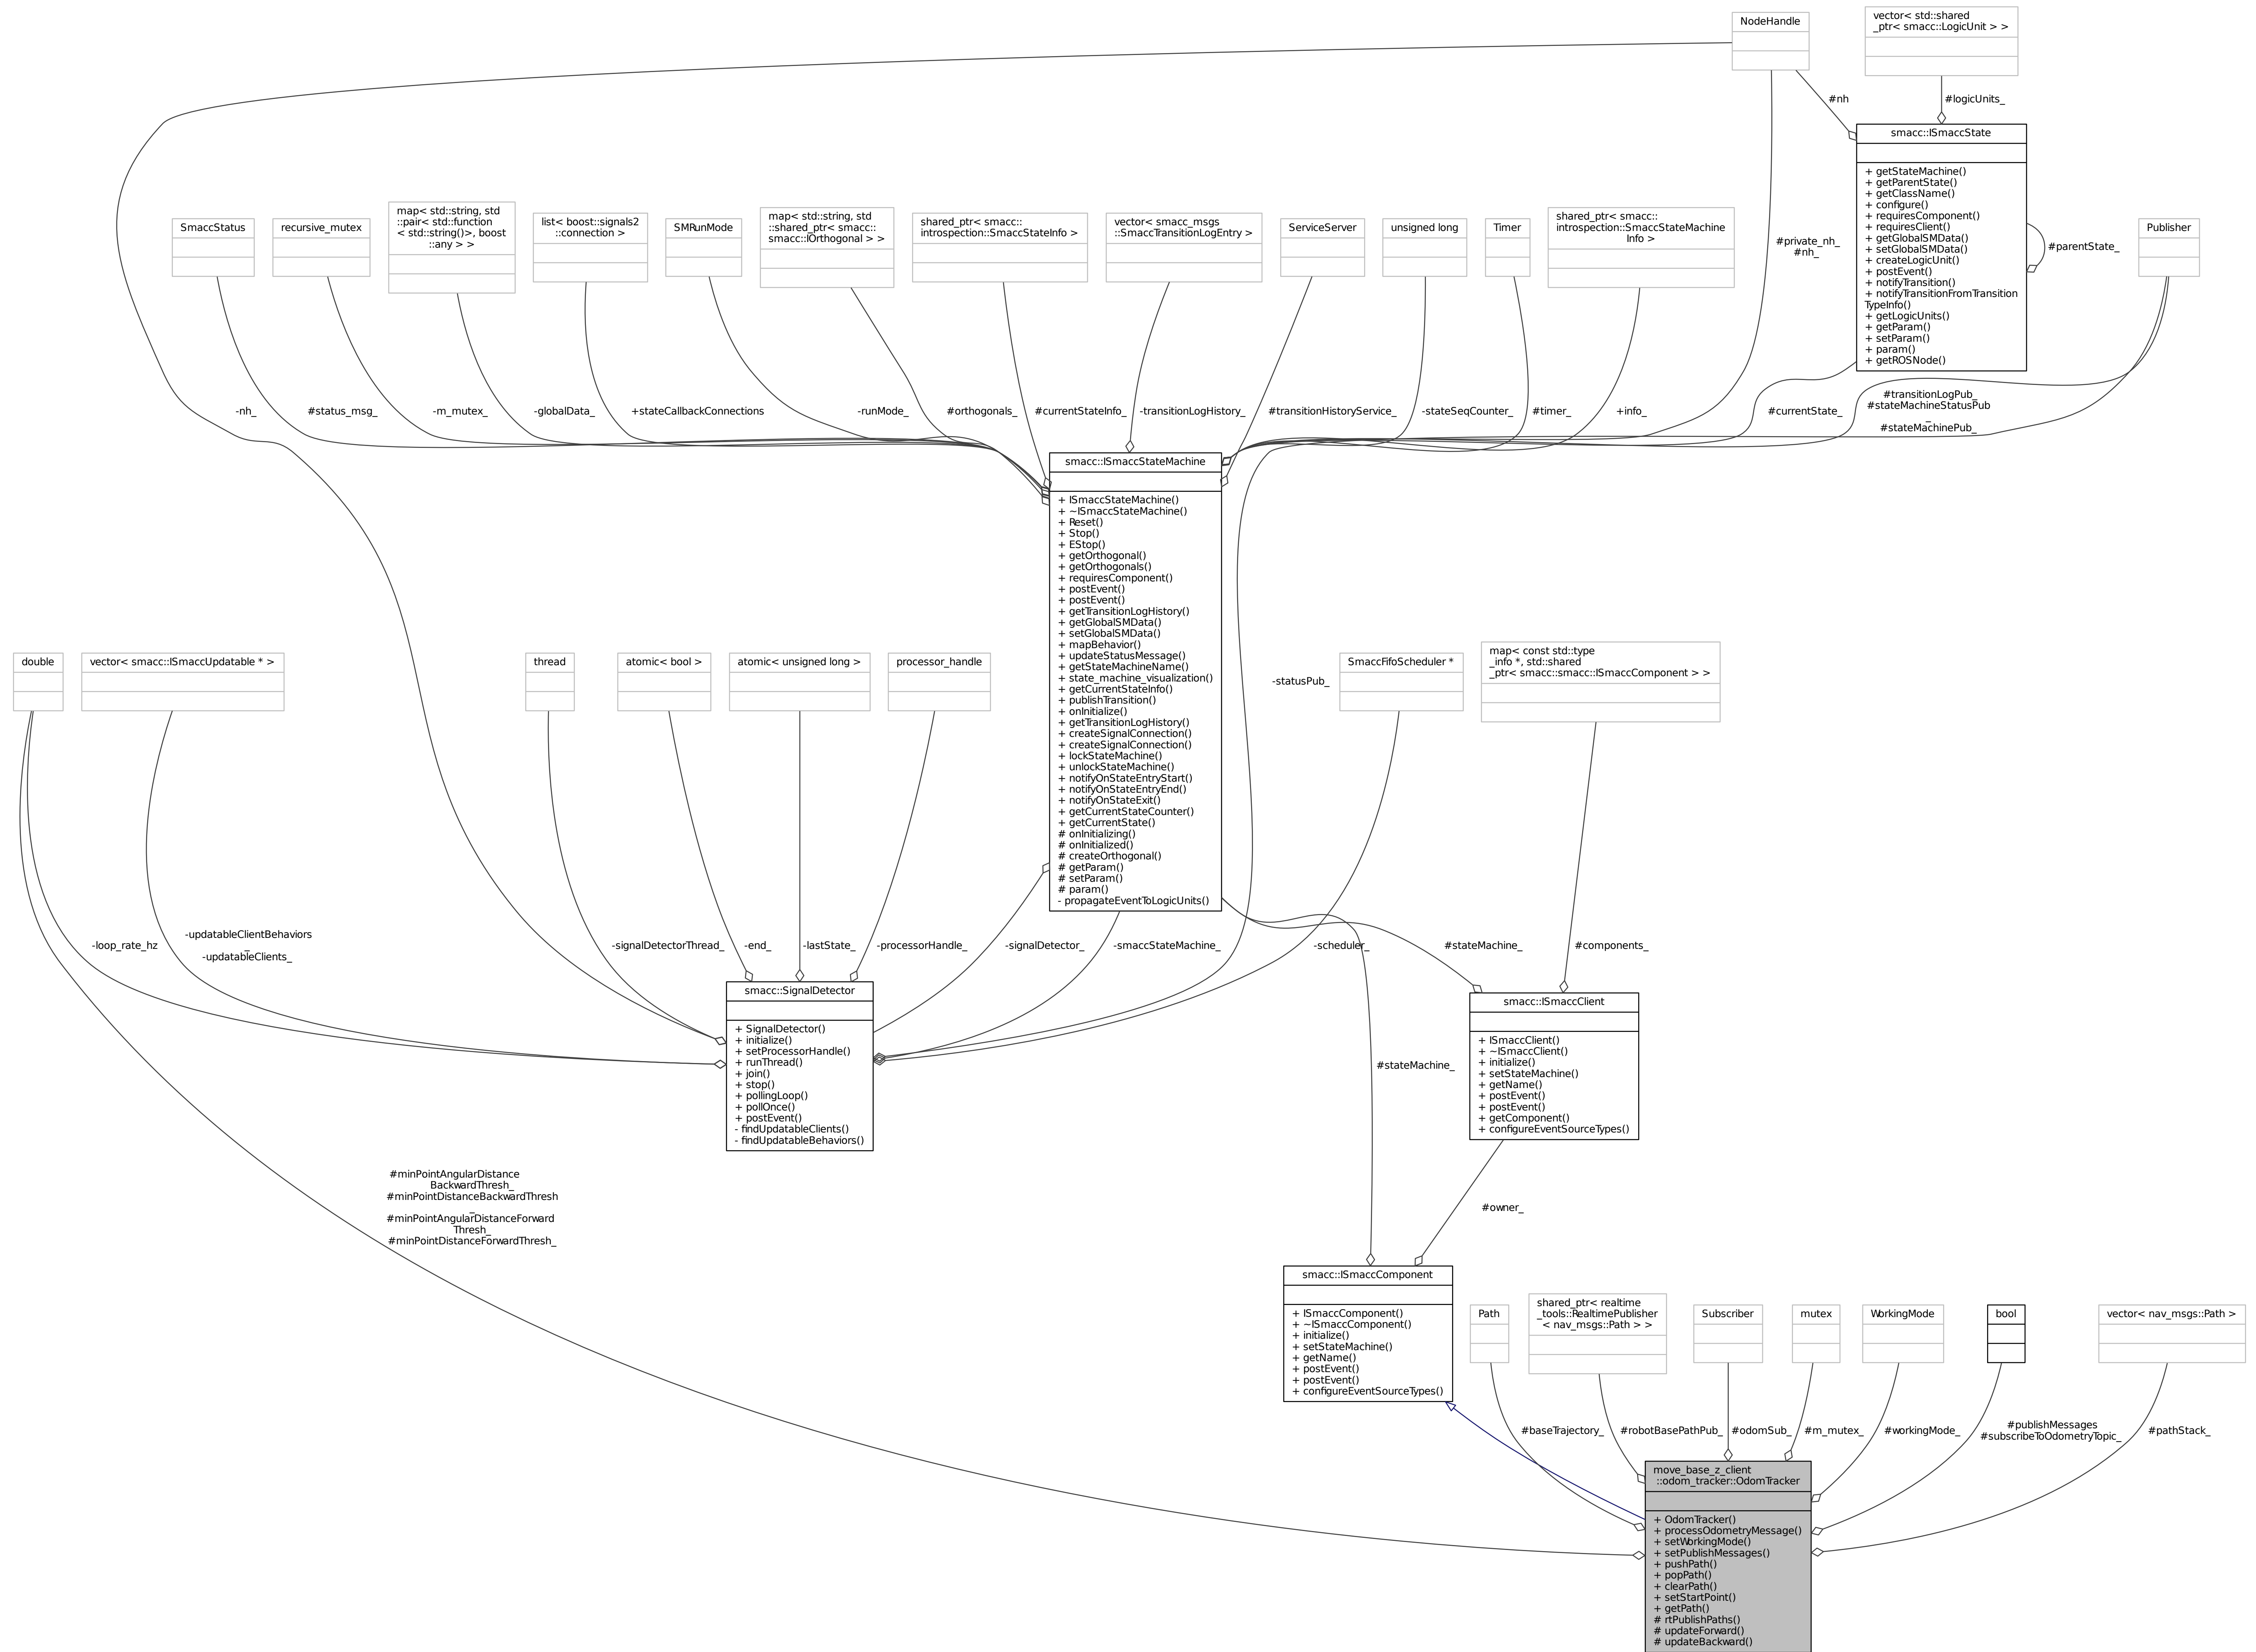 NodeHandle
vector< std::shared
_ptr< smacc::LogicUnit > >
#nh
#logicUnits_
smacc::ISmaccState
+ getStateMachine()
+ getParentState()
+ getClassName()
+ configure()
+ requiresComponent()
+ requiresClient()
+ getGlobalSMData()
+ setGlobalSMData()
+ createLogicUnit()
+ postEvent()
+ notifyTransition()
+ notifyTransitionFromTransition
TypeInfo()
+ getLogicUnits()
+ getParam()
+ setParam()
+ param()
+ getROSNode()
#parentState_
SmaccStatus
recursive_mutex
map< std::string, std
::pair< std::function
< std::string()>, boost
::any > >
list< boost::signals2
::connection >
SMRunMode
map< std::string, std
::shared_ptr< smacc::
smacc::IOrthogonal > >
shared_ptr< smacc::
introspection::SmaccStateInfo >
vector< smacc_msgs
::SmaccTransitionLogEntry >
ServiceServer
unsigned long
Timer
shared_ptr< smacc::
introspection::SmaccStateMachine
Info >
#private_nh_
#nh_
Publisher
-nh_
#status_msg_
-m_mutex_
-globalData_
+stateCallbackConnections
-runMode_
#orthogonals_
#currentStateInfo_
-transitionLogHistory_
#transitionHistoryService_
-stateSeqCounter_
#timer_
+info_
#currentState_
#transitionLogPub_
#stateMachineStatusPub
_
#stateMachinePub_
smacc::ISmaccStateMachine
+ ISmaccStateMachine()
+ ~ISmaccStateMachine()
+ Reset()
+ Stop()
+ EStop()
+ getOrthogonal()
+ getOrthogonals()
+ requiresComponent()
+ postEvent()
+ postEvent()
+ getTransitionLogHistory()
+ getGlobalSMData()
+ setGlobalSMData()
+ mapBehavior()
+ updateStatusMessage()
+ getStateMachineName()
+ state_machine_visualization()
+ getCurrentStateInfo()
+ publishTransition()
+ onInitialize()
+ getTransitionLogHistory()
+ createSignalConnection()
+ createSignalConnection()
+ lockStateMachine()
+ unlockStateMachine()
+ notifyOnStateEntryStart()
+ notifyOnStateEntryEnd()
+ notifyOnStateExit()
+ getCurrentStateCounter()
+ getCurrentState()
# onInitializing()
# onInitialized()
# createOrthogonal()
# getParam()
# setParam()
# param()
- propagateEventToLogicUnits()
double
vector< smacc::ISmaccUpdatable * >
thread
atomic< bool >
atomic< unsigned long >
processor_handle
-statusPub_
SmaccFifoScheduler *
map< const std::type
_info *, std::shared
_ptr< smacc::smacc::ISmaccComponent > >
-loop_rate_hz
-updatableClientBehaviors
_
-updatableClients_
-signalDetectorThread_
-end_
-lastState_
-processorHandle_
-signalDetector_
-smaccStateMachine_
-scheduler_
#stateMachine_
#components_
smacc::SignalDetector
+ SignalDetector()
+ initialize()
+ setProcessorHandle()
+ runThread()
+ join()
+ stop()
+ pollingLoop()
+ pollOnce()
+ postEvent()
- findUpdatableClients()
- findUpdatableBehaviors()
smacc::ISmaccClient
+ ISmaccClient()
+ ~ISmaccClient()
+ initialize()
+ setStateMachine()
+ getName()
+ postEvent()
+ postEvent()
+ getComponent()
+ configureEventSourceTypes()
#stateMachine_
#minPointAngularDistance
BackwardThresh_
#minPointDistanceBackwardThresh
_
#minPointAngularDistanceForward
Thresh_
#minPointDistanceForwardThresh_
#owner_
smacc::ISmaccComponent
+ ISmaccComponent()
+ ~ISmaccComponent()
+ initialize()
+ setStateMachine()
+ getName()
+ postEvent()
+ postEvent()
+ configureEventSourceTypes()
Path
shared_ptr< realtime
_tools::RealtimePublisher
< nav_msgs::Path > >
Subscriber
mutex
WorkingMode
bool
vector< nav_msgs::Path >
#baseTrajectory_
#robotBasePathPub_
#odomSub_
#m_mutex_
#workingMode_
#publishMessages
#subscribeToOdometryTopic_
#pathStack_
move_base_z_client
::odom_tracker::OdomTracker
+ OdomTracker()
+ processOdometryMessage()
+ setWorkingMode()
+ setPublishMessages()
+ pushPath()
+ popPath()
+ clearPath()
+ setStartPoint()
+ getPath()
# rtPublishPaths()
# updateForward()
# updateBackward()